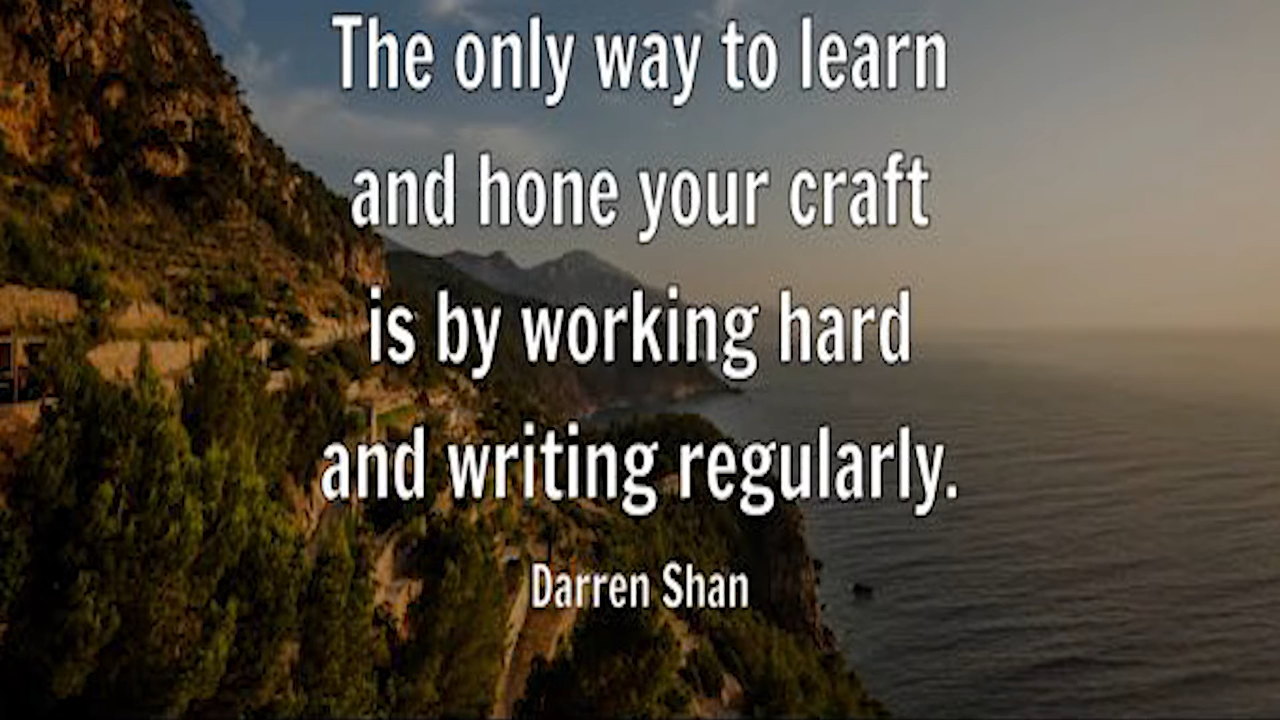 The only way to learn
and hone your craft
is by working hard
and writing regularly.
Darren Shan